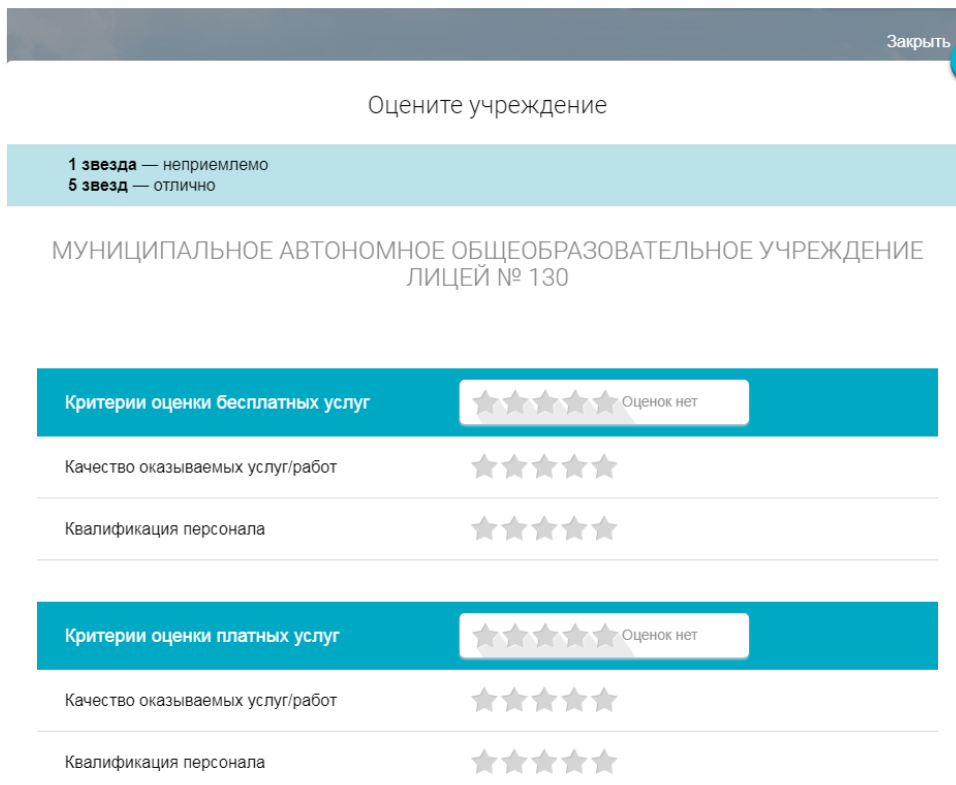 Закрыть
Оцените учреждение
1 звезда — неприемлемо
5 звезд — отлично
МУНИЦИПАЛЬНОЕ АВТОНОМНОЕ ОБЩЕОБРАЗОВАТЕЛЬНОЕ УЧРЕЖДЕНИЕ
ЛИЦЕЙ № 130
Критерии оценки бесплатных услуг Оценок нет
Качество оказываемых услуг/работ
Квалификация персонала
Критерии оценки платных услуг Оценок нет
Качество оказываемых услуг/работ
Квалификация персонала